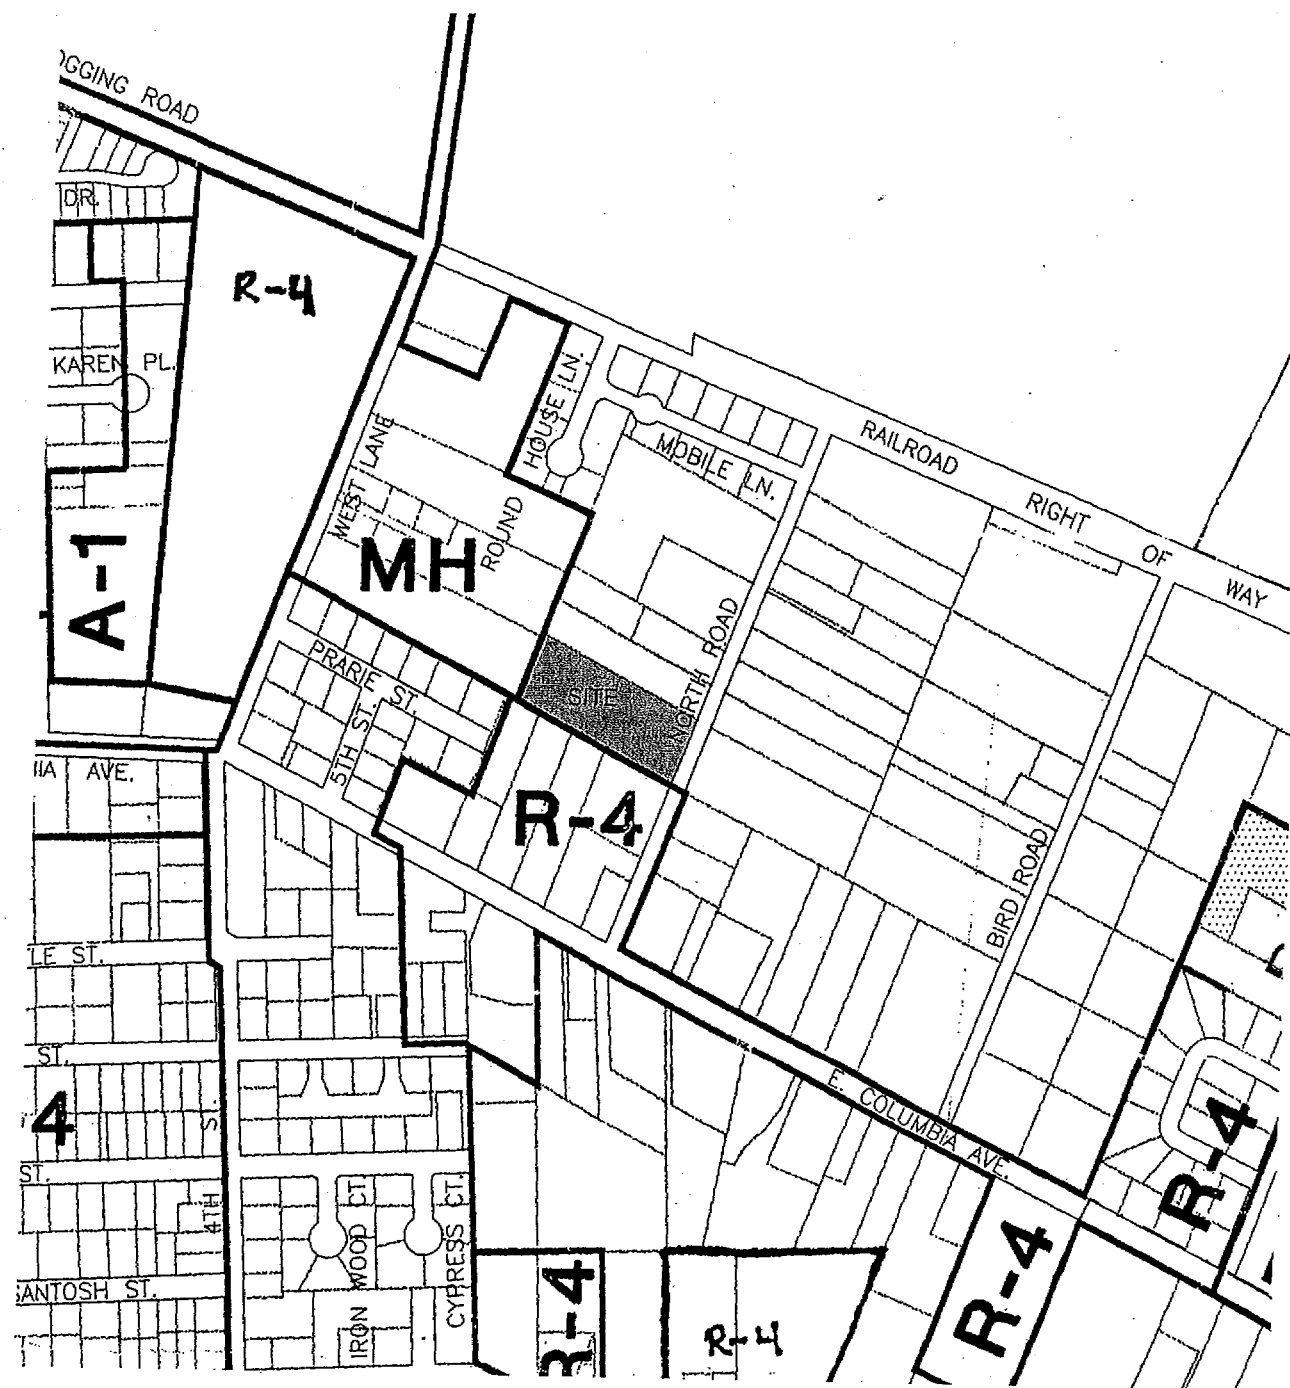 OGGING ROAD
DR.
R-4
KAREN PL.
A-1
WEST LANE
MH
ROUND HOUSE LN.
MOBILE LN.
RAILROAD RIGHT OF WAY
NORTH ROAD
SITE
PRARIE ST.
5TH ST.
R-4
BIRD ROAD
IA AVE.
LE ST.
ST.
4
ST.
4TH S.
SANTOSH ST.
IRON WOOD CT.
CYPRESS CT.
E. COLUMBIA AVE.
R-4
R-4
R-4
R-4